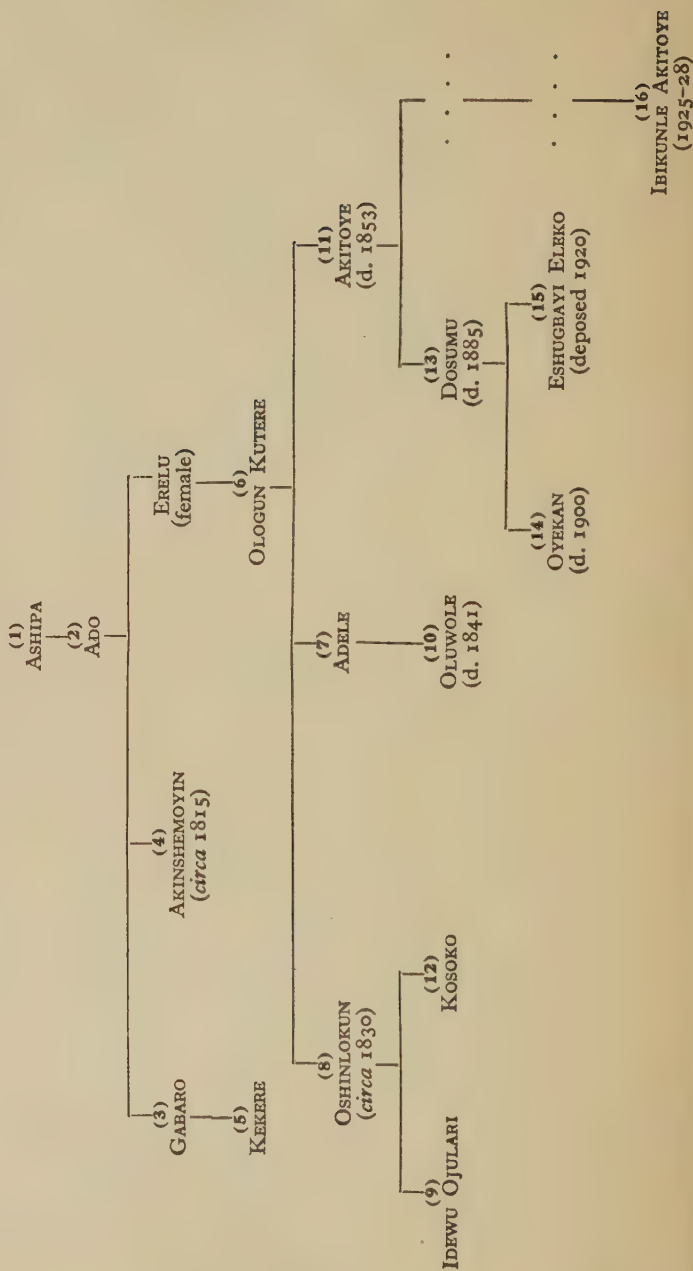 (1)
ASHIPA
(2)
ADO
(3)
GABARO
(4)
AKINSHEMOYIN
(circa 1815)
ERELU
(female)
(5)
KEKERE
(6)
OLOGUN KUTERE
(8)
OSHINLOKUN
(circa 1830)
(7)
ADELE
(11)
AKITOYE
(d. 1853)
(9)
IDEWU OJULARI
(12)
KOSOKO
(10)
OLUWOLE
(d. 1841)
(13)
DOSUMU
(d. 1885)
. . . .
(14)
OYEKAN
(d. 1900)
(15)
ESHUGBAYI ELEKO
(deposed 1920)
. . . .
(16)
IBIKUNLE AKITOYE
(1925–28)